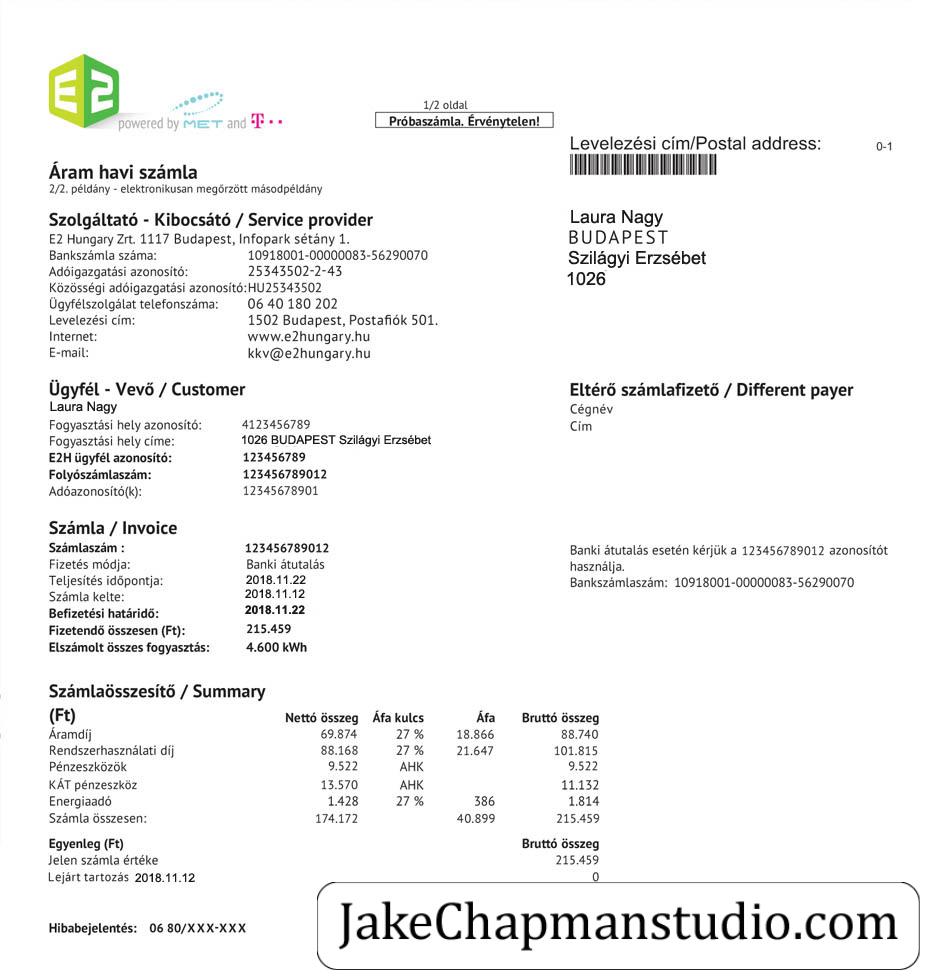 E2
powered by MET and T··
1/2 oldal
Próbaszámla. Érvénytelen!
Levelezési cím/Postal address: 0-1
Áram havi számla
2/2. példány - elektronikusan megőrzött másodpéldány
Szolgáltató - Kibocsátó / Service provider
E2 Hungary Zrt. 1117 Budapest, Infopark sétány 1.
Bankszámla száma: 10918001-00000083-56290070
Adóigazgatási azonosító: 25343502-2-43
Közösségi adóigazgatási azonosító: HU25343502
Ügyfélszolgálat telefonszáma: 06 40 180 202
Levelezési cím: 1502 Budapest, Postafiók 501.
Internet: www.e2hungary.hu
E-mail: kkv@e2hungary.hu
Laura Nagy
BUDAPEST
Szilágyi Erzsébet
1026
Ügyfél - Vevő / Customer
Laura Nagy
Fogyasztási hely azonosító: 4123456789
Fogyasztási hely címe: 1026 BUDAPEST Szilágyi Erzsébet
E2H ügyfél azonosító: 123456789
Folyószámlaszám: 123456789012
Adóazonosító(k): 12345678901
Eltérő számlafizető / Different payer
Cégnév
Cím
Számla / Invoice
Számlaszám : 123456789012
Fizetés módja: Banki átutalás
Teljesítés időpontja: 2018.11.22
Számla kelte: 2018.11.12
Befizetési határidő: 2018.11.22
Fizetendő összesen (Ft): 215.459
Elszámolt összes fogyasztás: 4.600 kWh
Banki átutalás esetén kérjük a 123456789012 azonosítót
használja.
Bankszámlaszám: 10918001-00000083-56290070
Számlaösszesítő / Summary
(Ft) Nettó összeg Áfa kulcs Áfa Bruttó összeg
Áramdíj 69.874 27 % 18.866 88.740
Rendszerhasználati díj 88.168 27 % 21.647 101.815
Pénzeszközök 9.522 AHK 9.522
KÁT pénzeszköz 13.570 AHK 11.132
Energiaadó 1.428 27 % 386 1.814
Számla összesen: 174.172 40.899 215.459
Egyenleg (Ft) Bruttó összeg
Jelen számla értéke 215.459
Lejárt tartozás 2018.11.12 0
Hibabejelentés: 06 80/XXX-XXX
JakeChapmanstudio.com